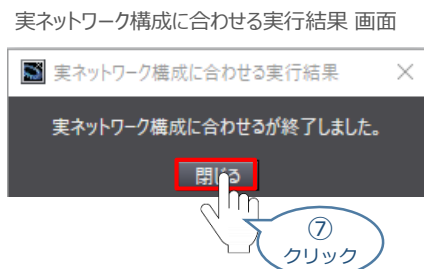 実ネットワーク構成に合わせる実行結果 画面
実ネットワーク構成に合わせる実行結果
実ネットワーク構成に合わせるが終了しました。
閉じる
⑦
クリック